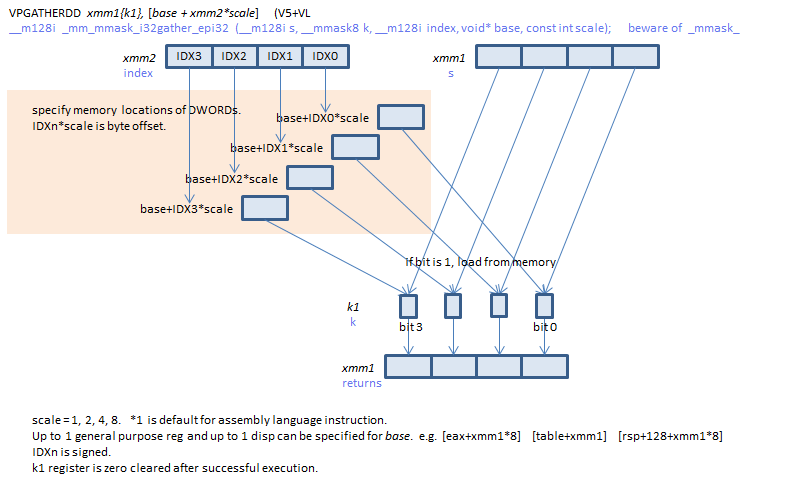 VPGATHERDD xmm1{k1}, [base + xmm2*scale] (V5+VL
__m128i _mm_mmask_i32gather_epi32 (__m128i s, __mmask8 k, __m128i index, void* base, const int scale); beware of _mmask_
xmm2 IDX3 IDX2 IDX1 IDX0 xmm1
index s
specify memory locations of DWORDs.
IDXn*scale is byte offset.
base+IDX0*scale
base+IDX1*scale
base+IDX2*scale
base+IDX3*scale
If bit is 1, load from memory
k1
k
bit 3 bit 0
xmm1
returns
scale = 1, 2, 4, 8. *1 is default for assembly language instruction.
Up to 1 general purpose reg and up to 1 disp can be specified for base. e.g. [eax+xmm1*8] [table+xmm1] [rsp+128+xmm1*8]
IDXn is signed.
k1 register is zero cleared after successful execution.